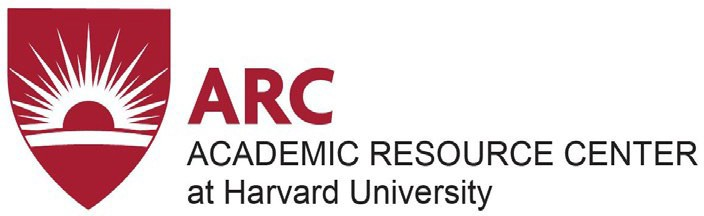 ARC
ACADEMIC RESOURCE CENTER
at Harvard University